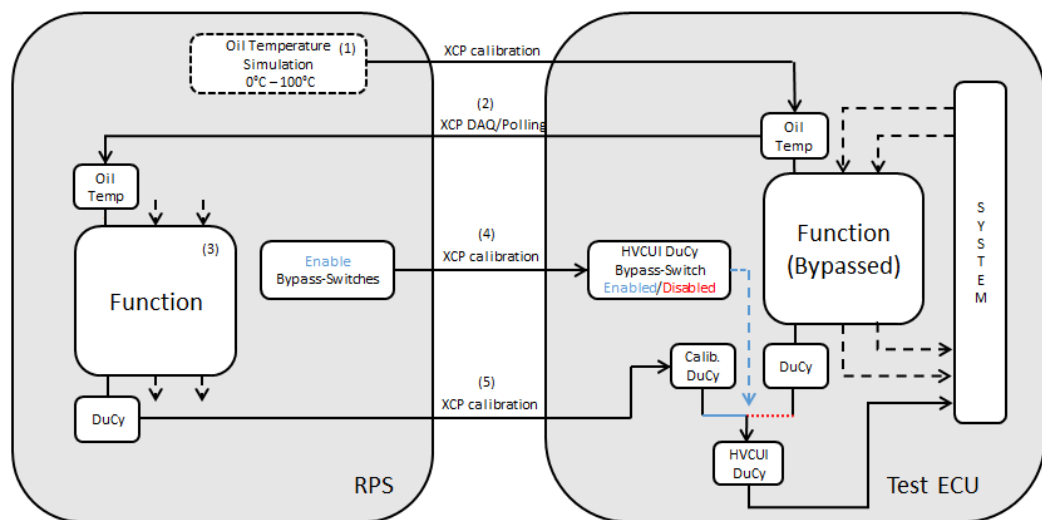 Oil Temperature (1)
Simulation
0°C – 100°C
XCP calibration
(2)
XCP DAQ/Polling
Oil
Temp
Oil
Temp
(3)
Function
Enable
Bypass-Switches
(4)
XCP calibration
HVCUI DuCy
Bypass-Switch
Enabled/Disabled
Function
(Bypassed)
S
Y
S
T
E
M
Calib.
DuCy
DuCy
(5)
XCP calibration
DuCy
HVCUI
DuCy
RPS
Test ECU